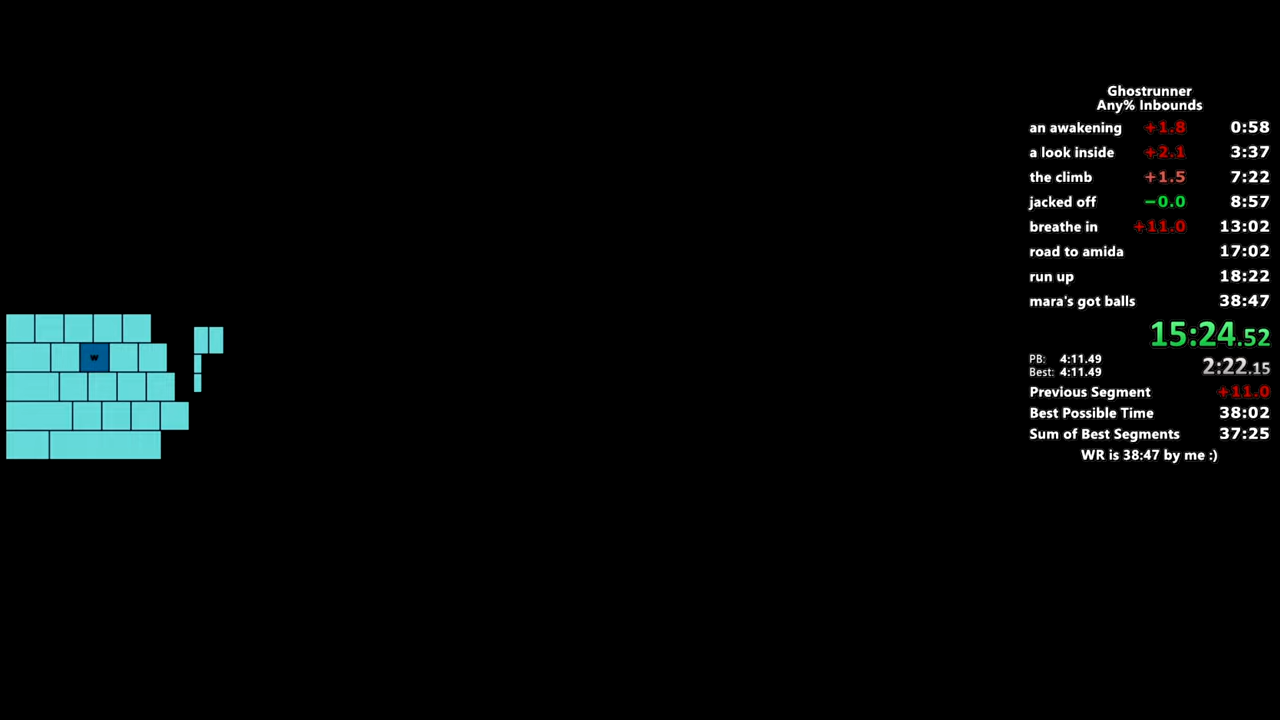 Ghostrunner
Any% Inbounds
an awakening +1.8 0:58
a look inside +2.1 3:37
the climb +1.5 7:22
jacked off −0.0 8:57
breathe in +11.0 13:02
road to amida 17:02
run up 18:22
mara's got balls 38:47
15:24.52
PB: 4:11.49
Best: 4:11.49
2:22.15
Previous Segment +11.0
Best Possible Time 38:02
Sum of Best Segments 37:25
WR is 38:47 by me :)
w